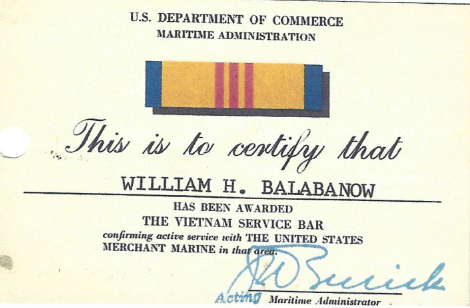 U.S. DEPARTMENT OF COMMERCE
MARITIME ADMINISTRATION
This is to certify that
WILLIAM H. BALABANOW
HAS BEEN AWARDED
THE VIETNAM SERVICE BAR
confirming active service with THE UNITED STATES
MERCHANT MARINE in that area.
Acting Maritime Administrator